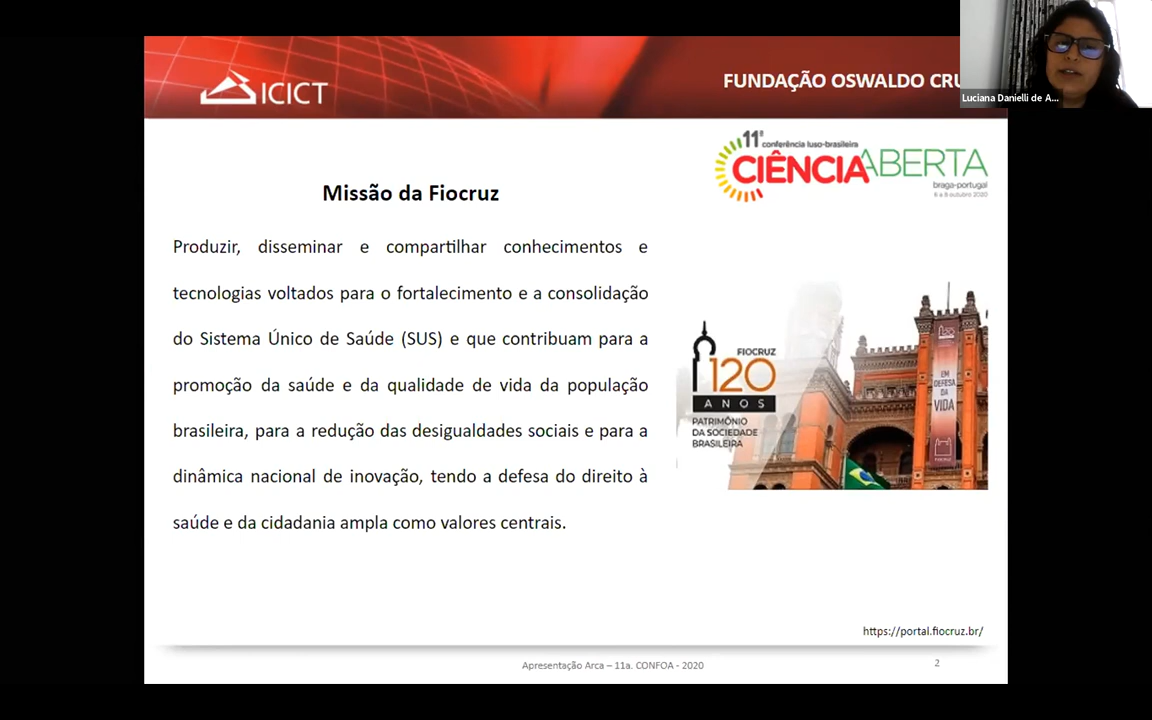 ICICT
FUNDAÇÃO OSWALDO CRU
Luciana Danielli de A...
11ª conferência luso-brasileira
CIÊNCIAABERTA
braga-portugal
6 a 8 outubro 2020
Missão da Fiocruz
Produzir, disseminar e compartilhar conhecimentos e
tecnologias voltados para o fortalecimento e a consolidação
do Sistema Único de Saúde (SUS) e que contribuam para a
promoção da saúde e da qualidade de vida da população
brasileira, para a redução das desigualdades sociais e para a
dinâmica nacional de inovação, tendo a defesa do direito à
saúde e da cidadania ampla como valores centrais.
FIOCRUZ
120
ANOS
PATRIMÔNIO
DA SOCIEDADE
BRASILEIRA
EM
DEFESA
DA
VIDA
https://portal.fiocruz.br/
Apresentação Arca – 11a. CONFOA - 2020
2